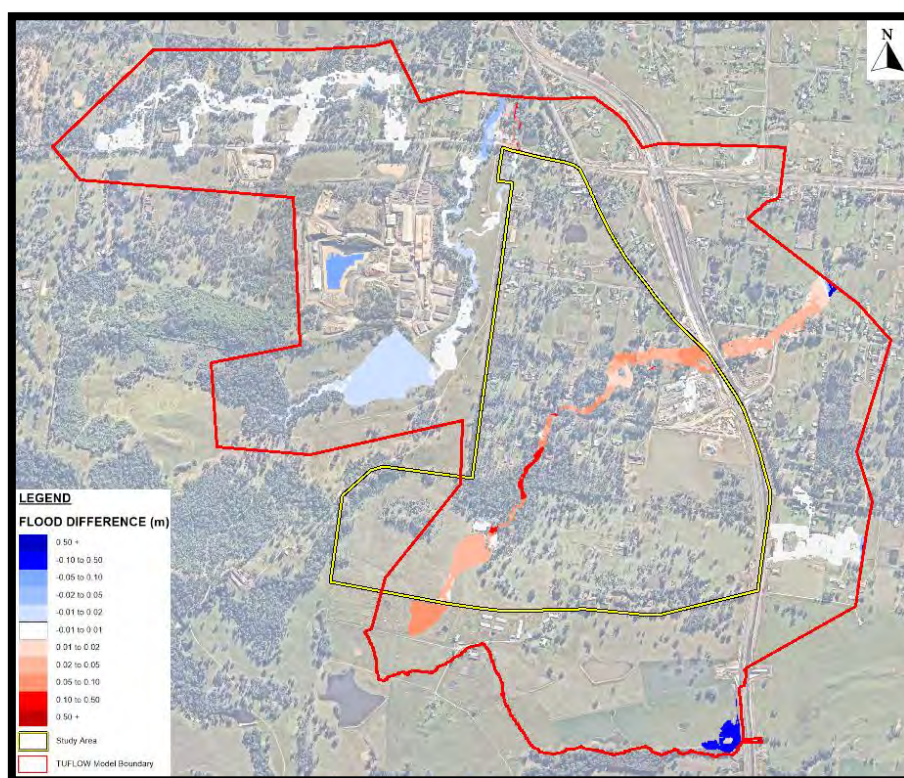 N
LEGEND
FLOOD DIFFERENCE (m)
0.50 +
-0.10 to 0.50
-0.05 to 0.10
-0.02 to 0.05
-0.01 to 0.02
-0.01 to 0.01
0.01 to 0.02
0.02 to 0.05
0.05 to 0.10
0.10 to 0.50
0.50 +
Study Area
TUFLOW Model Boundary